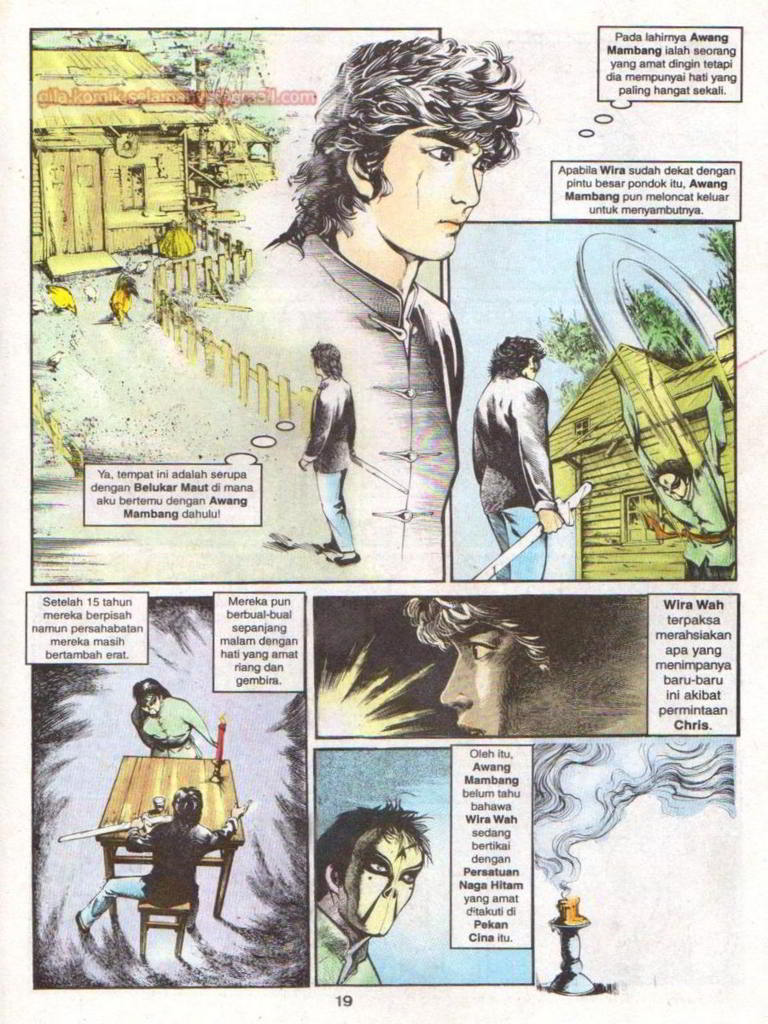 Pada lahirnya Awang
Mambang ialah seorang
yang amat dingin tetapi
dia mempunyai hati yang
paling hangat sekali.
gila.komik.selamanya@gmail.com
Apabila Wira sudah dekat dengan
pintu besar pondok itu, Awang
Mambang pun meloncat keluar
untuk menyambutnya.
Ya, tempat ini adalah serupa
dengan Belukar Maut di mana
aku bertemu dengan Awang
Mambang dahulu!
Setelah 15 tahun
mereka berpisah
namun persahabatan
mereka masih
bertambah erat.
Mereka pun
berbual-bual
sepanjang
malam dengan
hati yang amat
riang dan
gembira.
Wira Wah
terpaksa
merahsiakan
apa yang
menimpanya
baru-baru
ini akibat
permintaan
Chris.
Oleh itu,
Awang
Mambang
belum tahu
bahawa
Wira Wah
sedang
bertikai
dengan
Persatuan
Naga Hitam
yang amat
ditakuti di
Pekan
Cina itu.
19